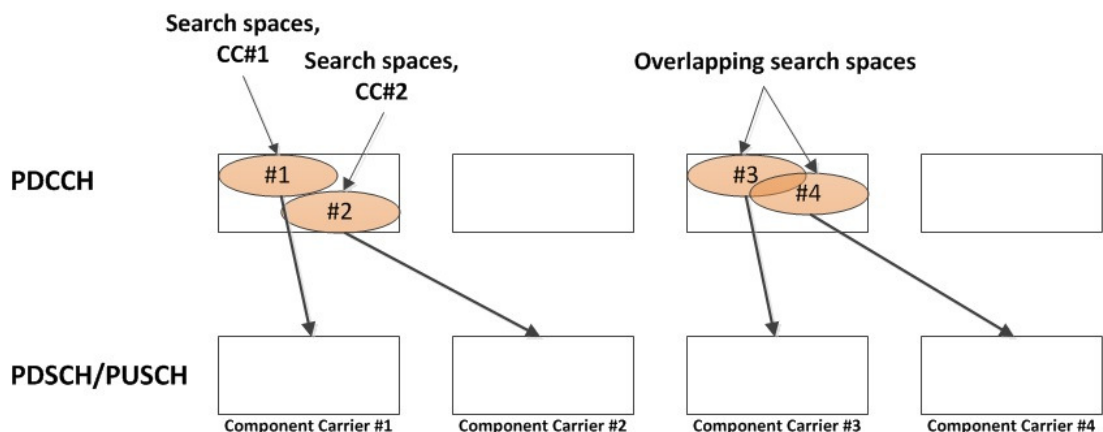 Search spaces,
CC#1
Search spaces,
CC#2
Overlapping search spaces
PDCCH
#1
#2
#3
#4
PDSCH/PUSCH
Component Carrier #1
Component Carrier #2
Component Carrier #3
Component Carrier #4